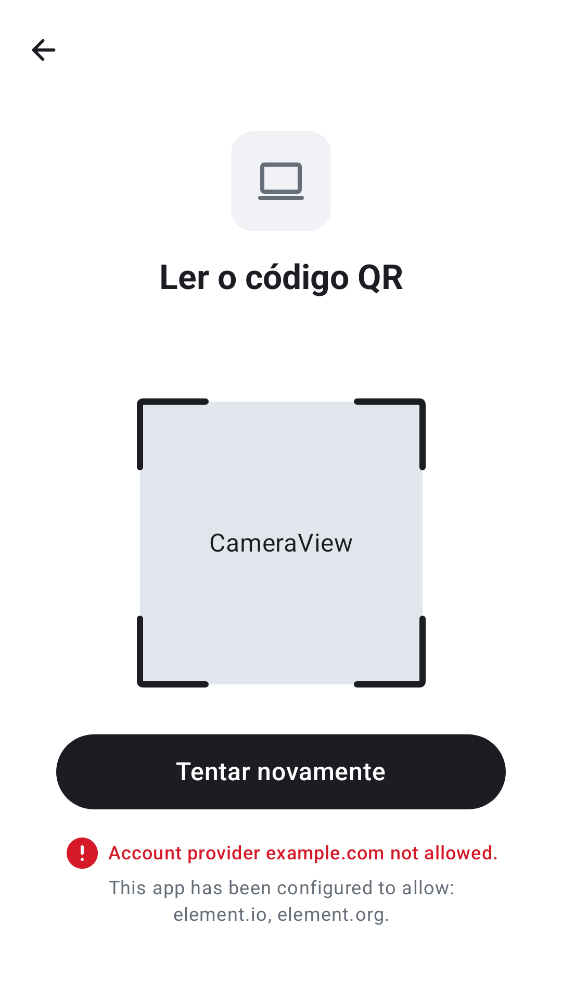 Ler o código QR
CameraView
Tentar novamente
Account provider example.com not allowed.
This app has been configured to allow:
element.io, element.org.